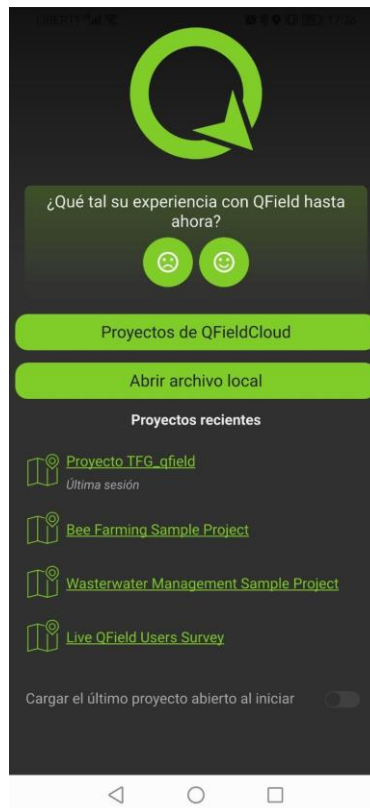 ¿Qué tal su experiencia con QField hasta
ahora?
Proyectos de QFieldCloud
Abrir archivo local
Proyectos recientes
Proyecto TFG_qfield
Última sesión
Bee Farming Sample Project
Wasterwater Management Sample Project
Live QField Users Survey
Cargar el último proyecto abierto al iniciar